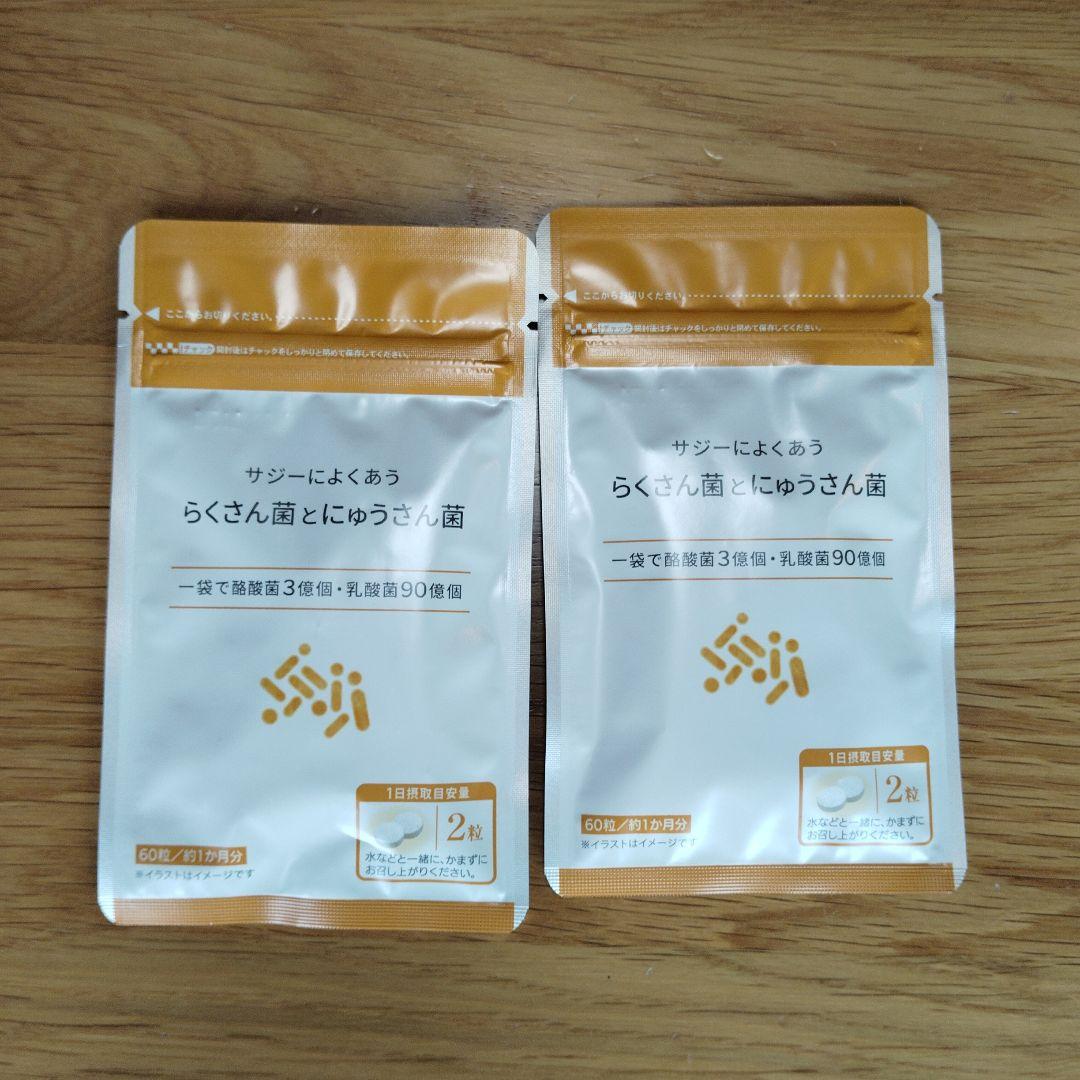 ここからお切りください。
チャック 開封後はチャックをしっかりと閉めて保存してください。
サジーによくあう
らくさん菌とにゅうさん菌
一袋で酪酸菌3億個・乳酸菌90億個
1日摂取目安量
2粒
水などと一緒に、かまずに
お召し上がりください。
60粒/約1か月分
※イラストはイメージです
ここからお切りください。
チャック 開封後はチャックをしっかりと閉めて保存してください。
サジーによくあう
らくさん菌とにゅうさん菌
一袋で酪酸菌3億個・乳酸菌90億個
1日摂取目安量
2粒
水などと一緒に、かまずに
お召し上がりください。
60粒/約1か月分
※イラストはイメージです